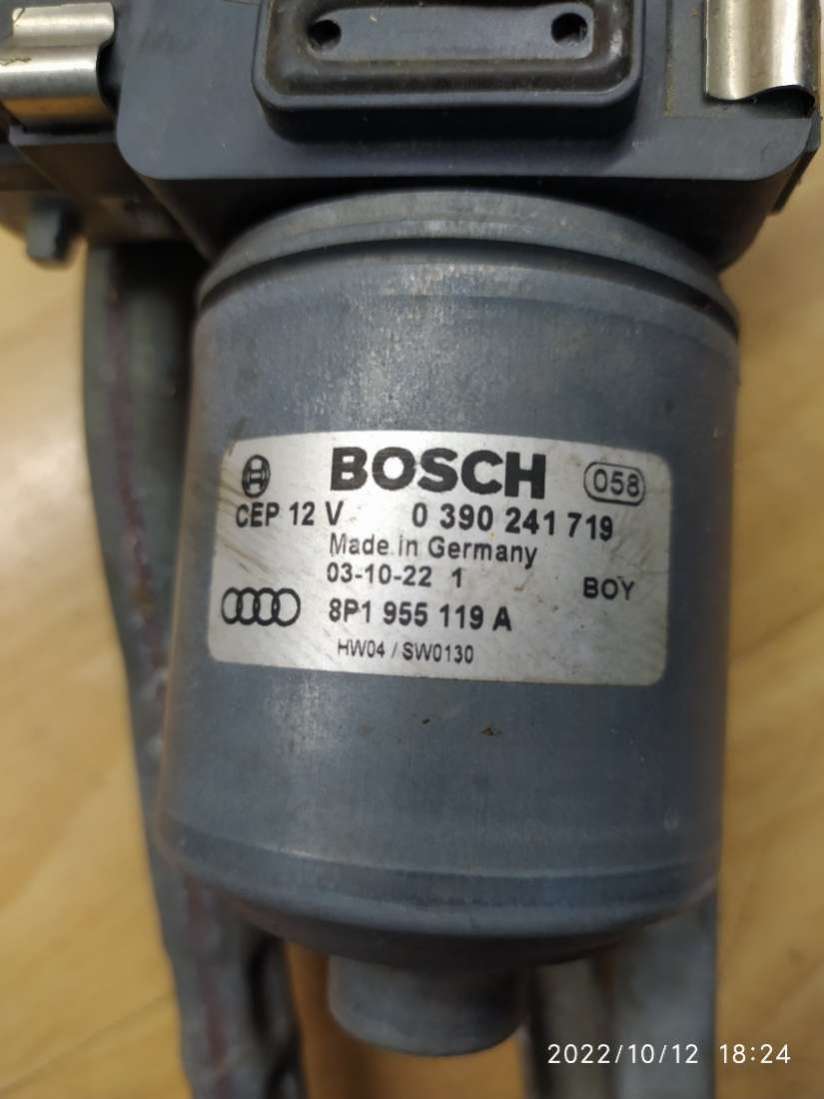 BOSCH 058
CEP 12 V 0 390 241 719
Made in Germany
03-10-22 1 BOY
8P1 955 119 A
HW04 / SW0130
2022/10/12 18:24